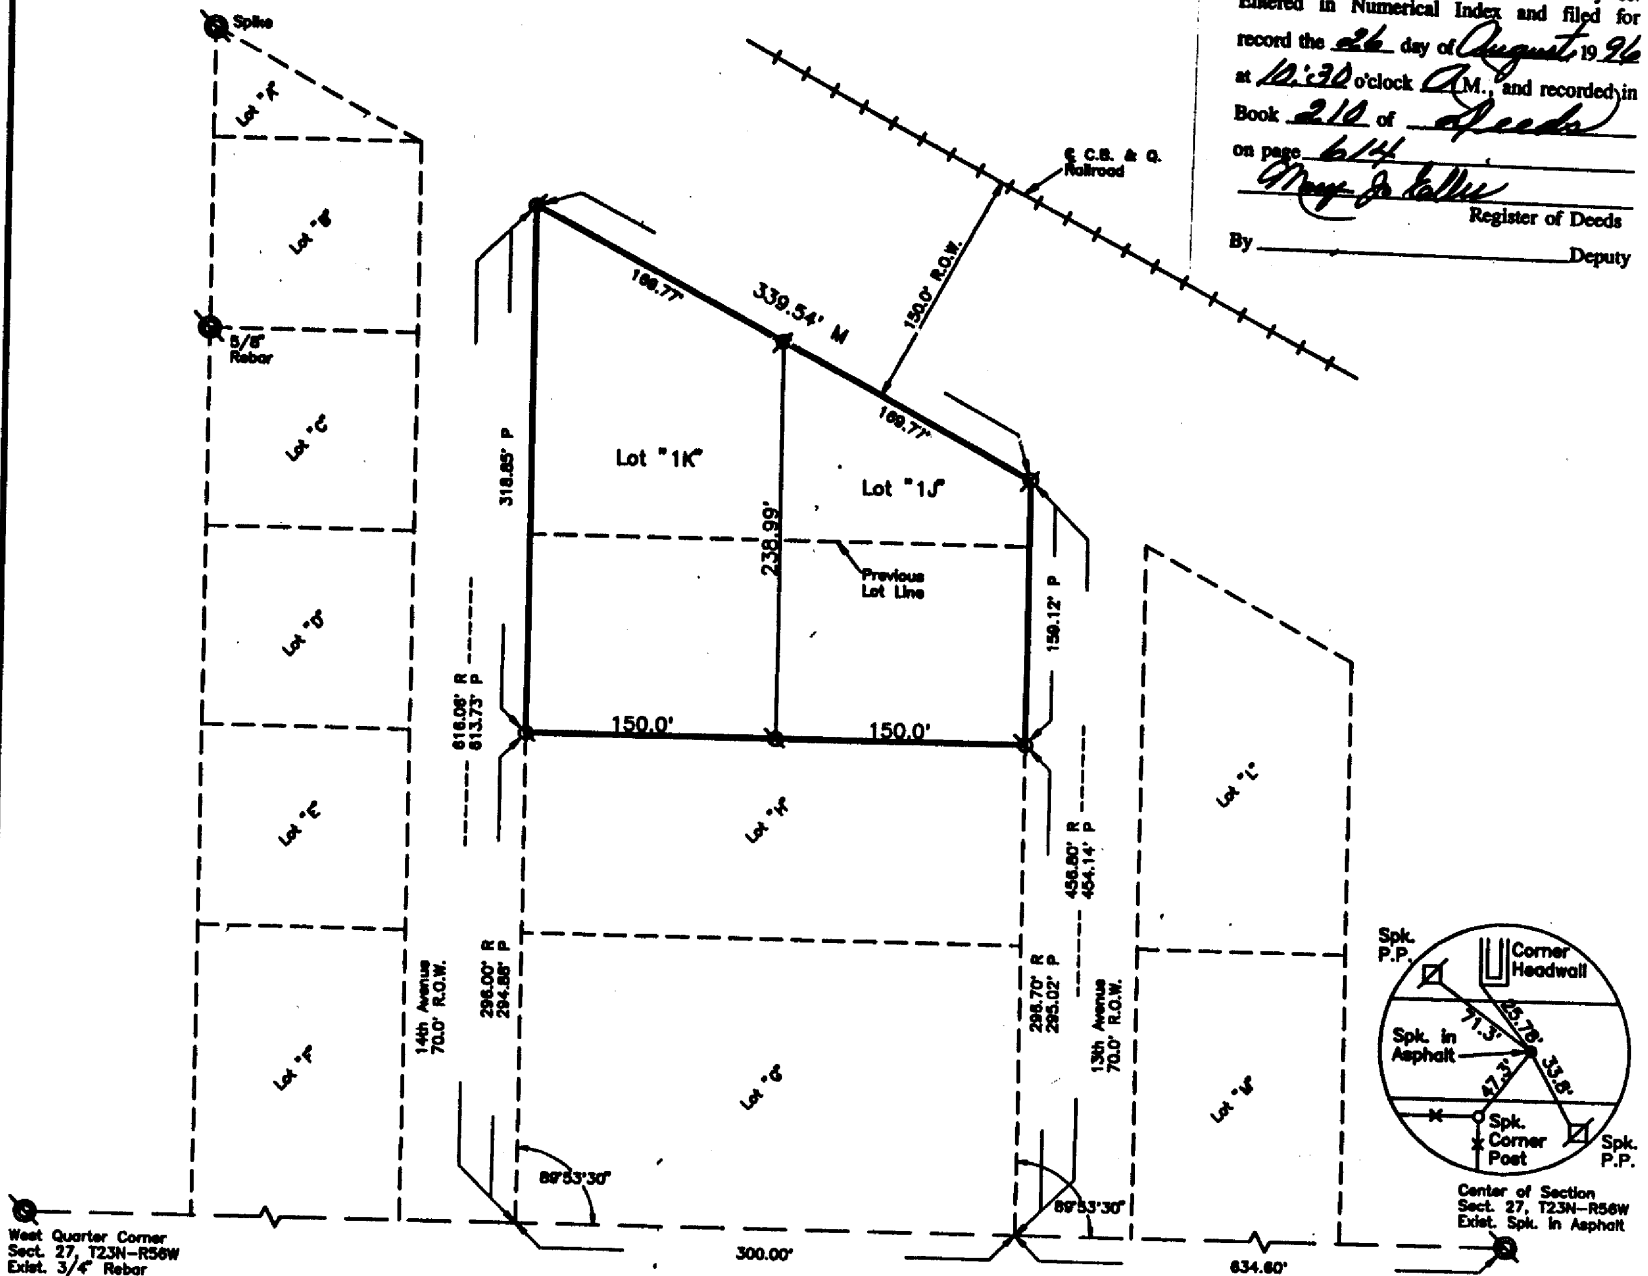 Entered in Numerical Index and filed for
record the 26 day of August 1996
at 10:30 o'clock A M., and recorded in
Book 210 of Deeds
on page 614
Register of Deeds
By Deputy
Spike
Lot "A"
Lot "B"
5/8"
Rebar
Lot "C"
Lot "D"
Lot "E"
Lot "F"
℄ C.B. & Q.
Railroad
150.0' R.O.W.
339.54' M
169.77'
318.85' P
Lot "1K"
Lot "1J"
238.99'
Previous
Lot Line
159.12' P
616.06' R
613.73' P
150.0'
150.0'
Lot "H"
Lot "L"
456.80' R
454.14' P
14th Avenue
70.0' R.O.W.
296.00' R
294.88' P
Lot "G"
296.70' R
295.02' P
13th Avenue
70.0' R.O.W.
Lot "M"
89°53'30"
89°53'30"
300.00'
634.60'
West Quarter Corner
Sect. 27, T23N-R56W
Exist. 3/4" Rebar
Spk.
P.P.
Corner
Headwall
71.3'
25.78'
Spk. in
Asphalt
47.3'
33.8'
Spk.
Corner
Post
Spk.
P.P.
Center of Section
Sect. 27, T23N-R56W
Exist. Spk. in Asphalt